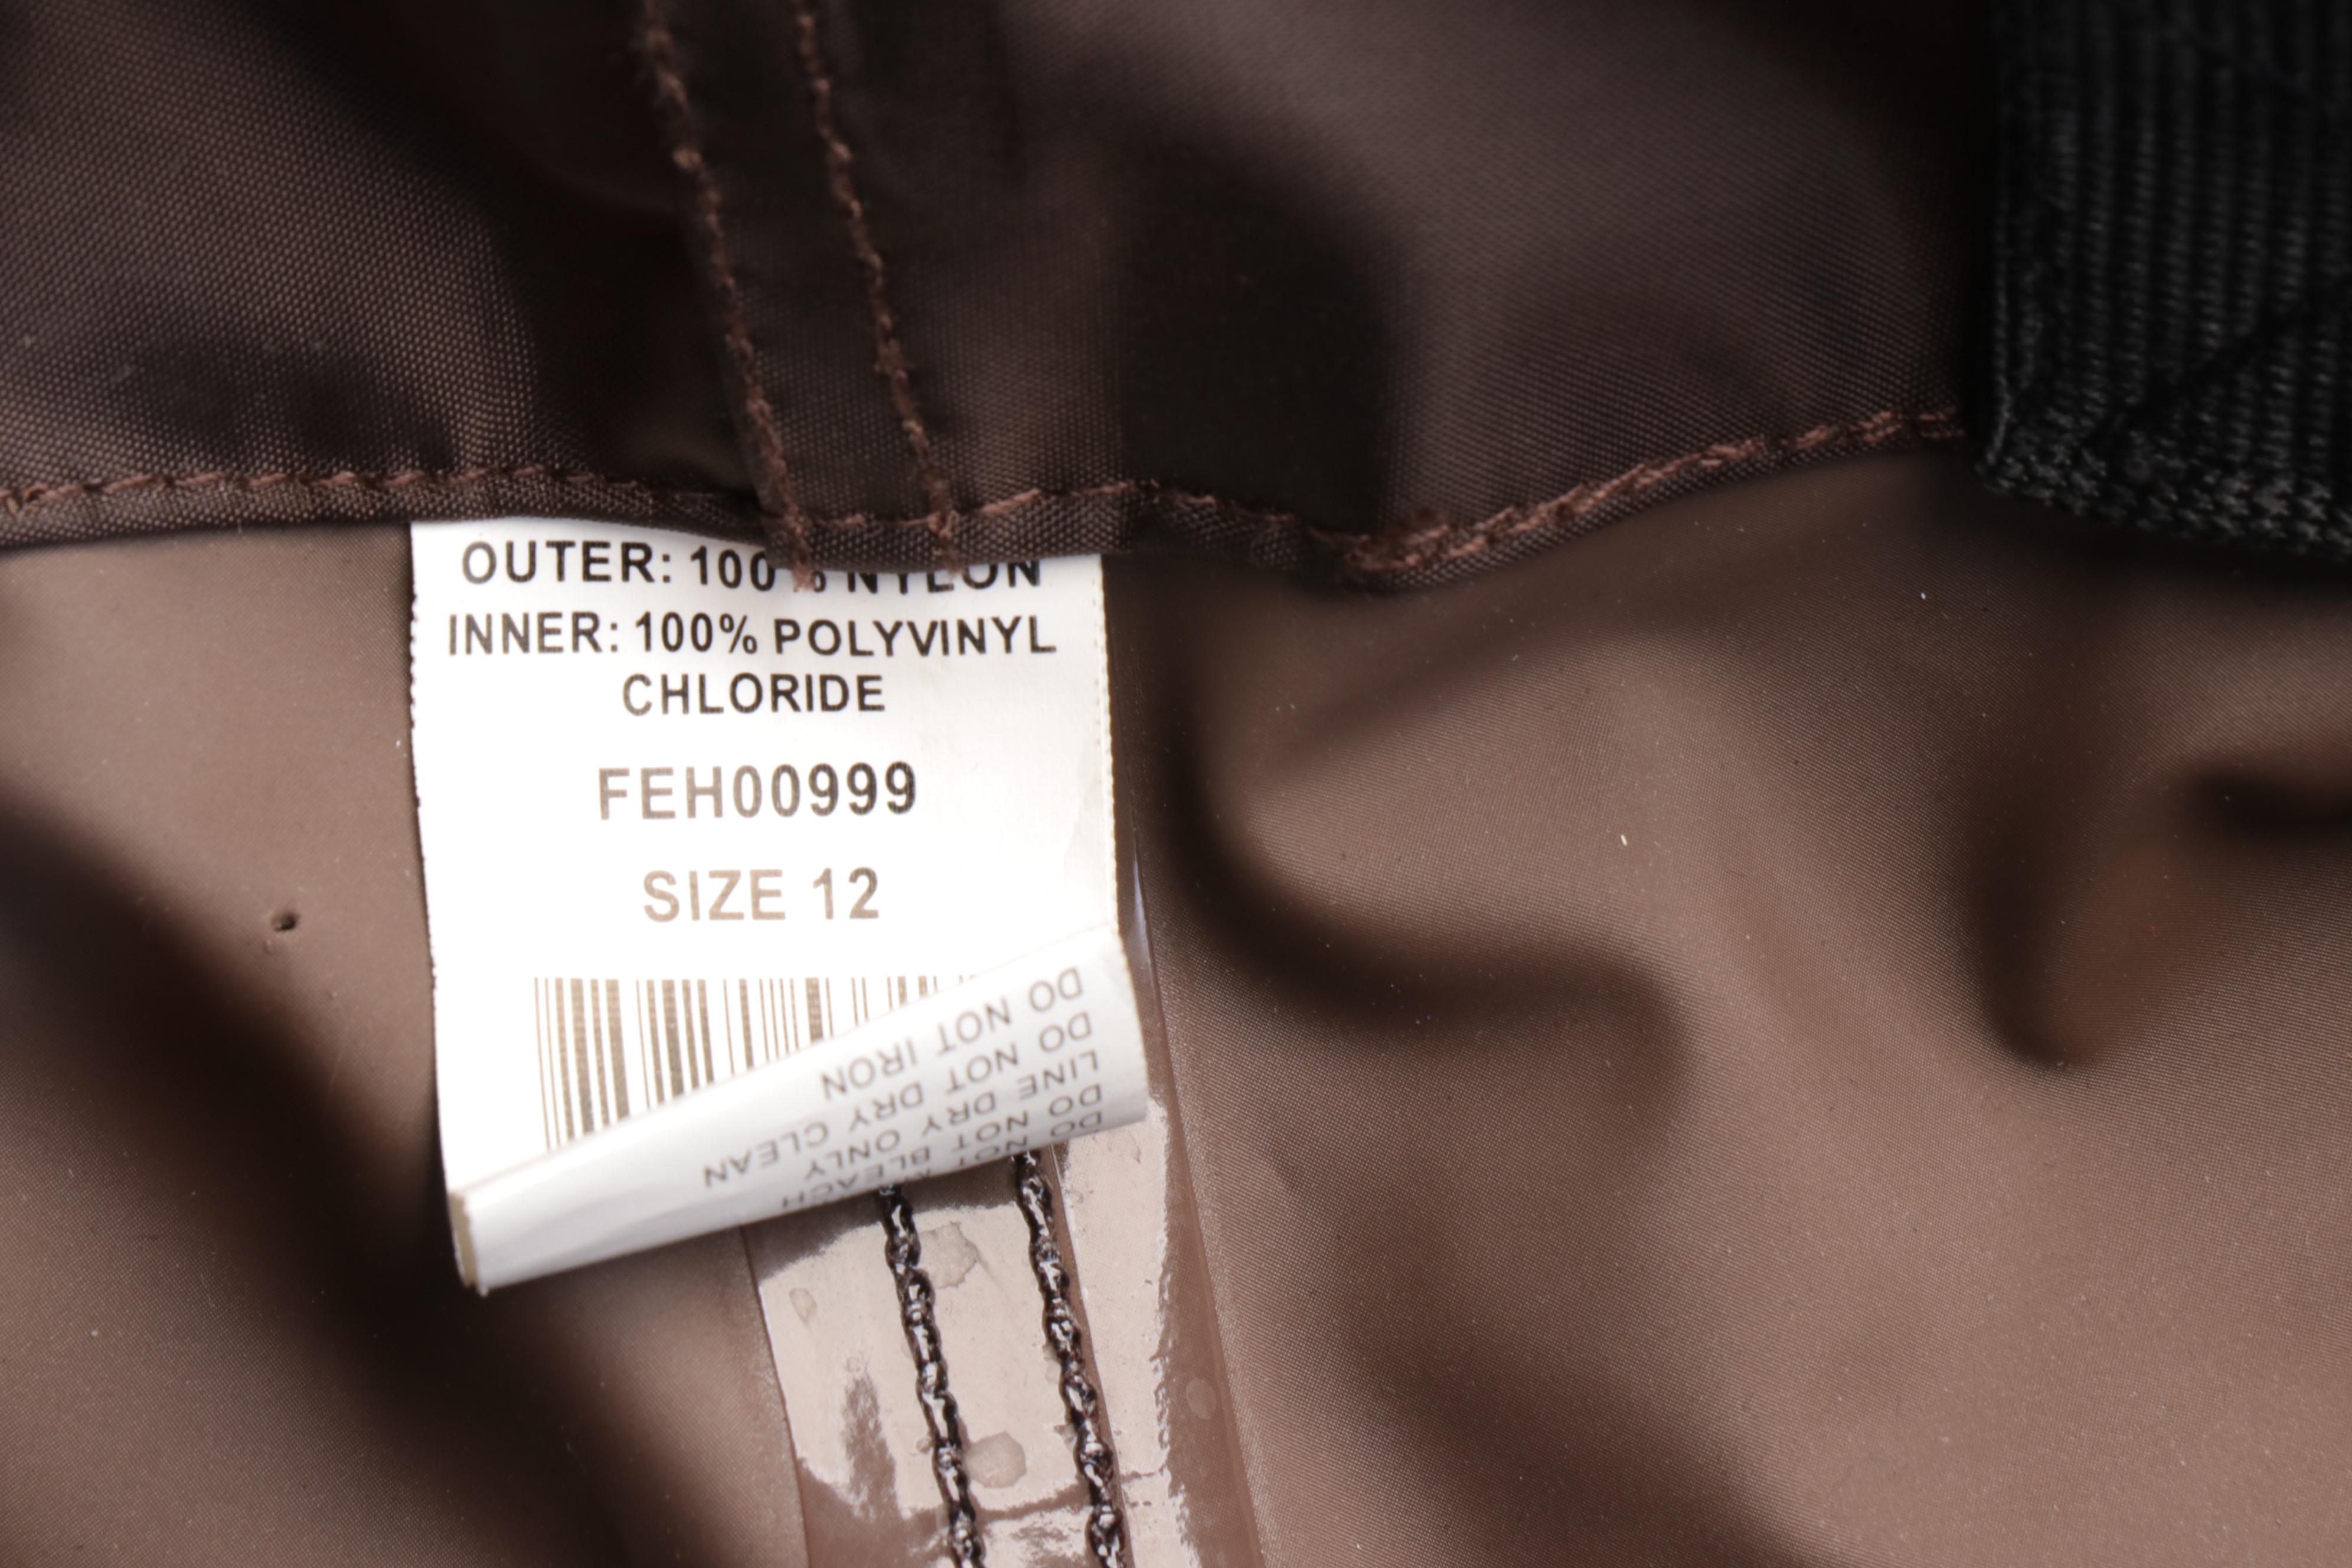 OUTER: 100% NYLON
INNER: 100% POLYVINYL
CHLORIDE
FEH00999
SIZE 12
DO NOT IRON
DO NOT DRY CLEAN
LINE DRY ONLY
DO NOT BLEACH
DO